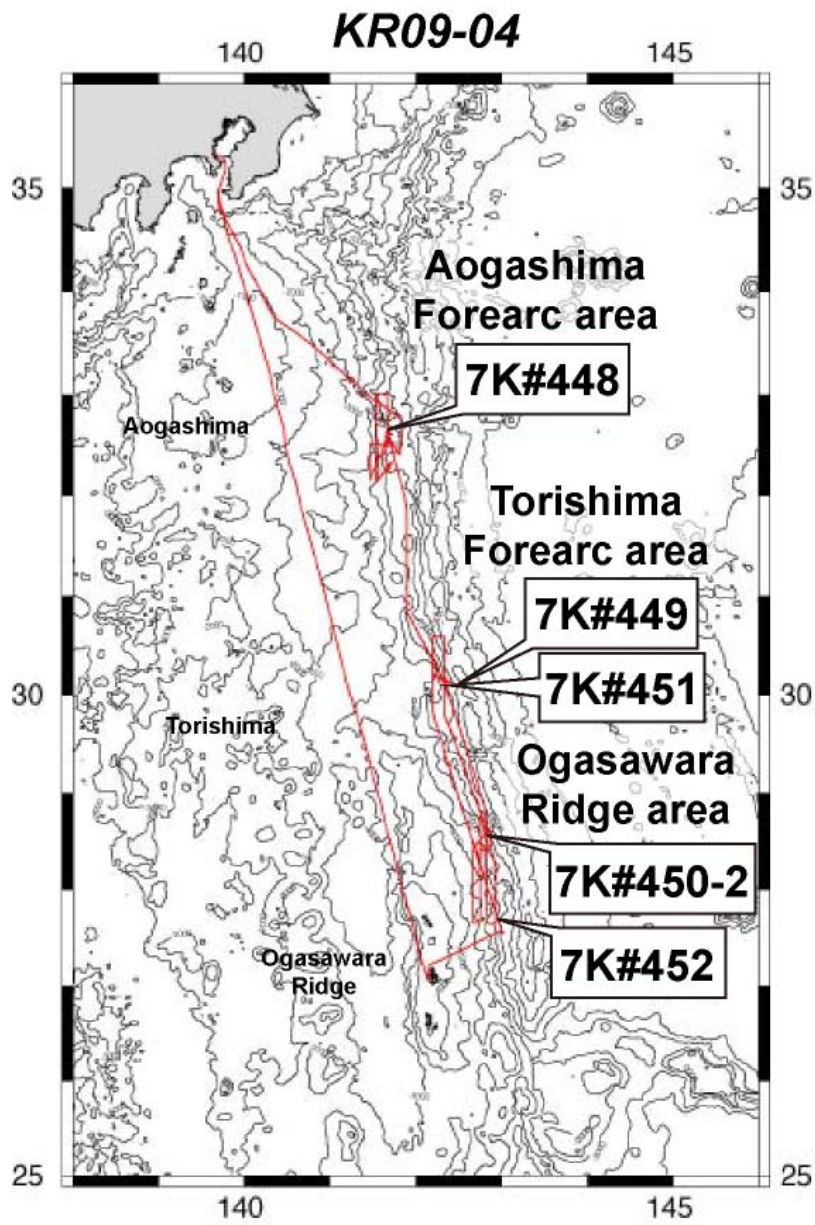 KR09-04
140 145
35 35
Aogashima
Forearc area
7K#448
Aogashima
Torishima
Forearc area
7K#449
30 30
7K#451
Torishima
Ogasawara
Ridge area
7K#450-2
Ogasawara
Ridge
7K#452
25 25
140 145